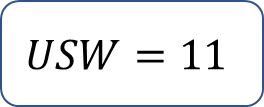 USW = 11